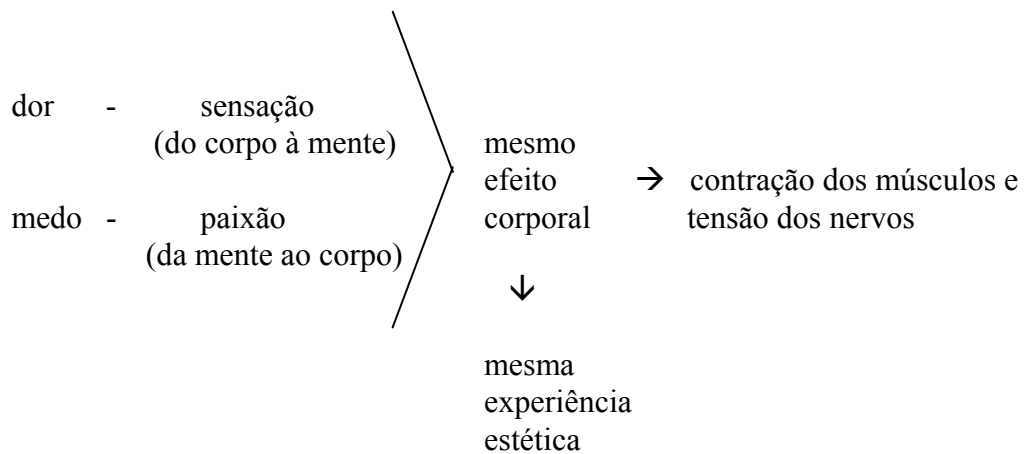 dor - sensação
(do corpo à mente)
medo - paixão
(da mente ao corpo)
mesmo
efeito → contração dos músculos e
corporal tensão dos nervos
↓
mesma
experiência
estética